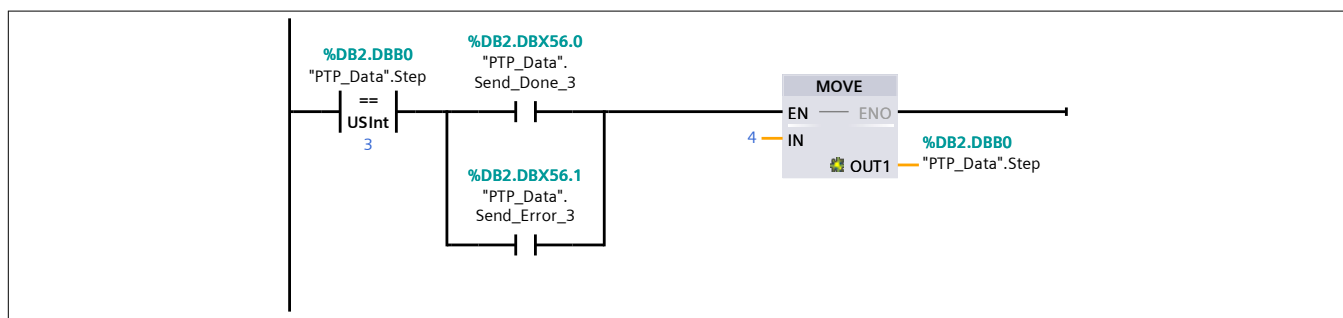 %DB2.DBB0
"PTP_Data".Step
==
USInt
3
%DB2.DBX56.0
"PTP_Data".
Send_Done_3
%DB2.DBX56.1
"PTP_Data".
Send_Error_3
MOVE
EN ENO
4 IN
OUT1
%DB2.DBB0
"PTP_Data".Step